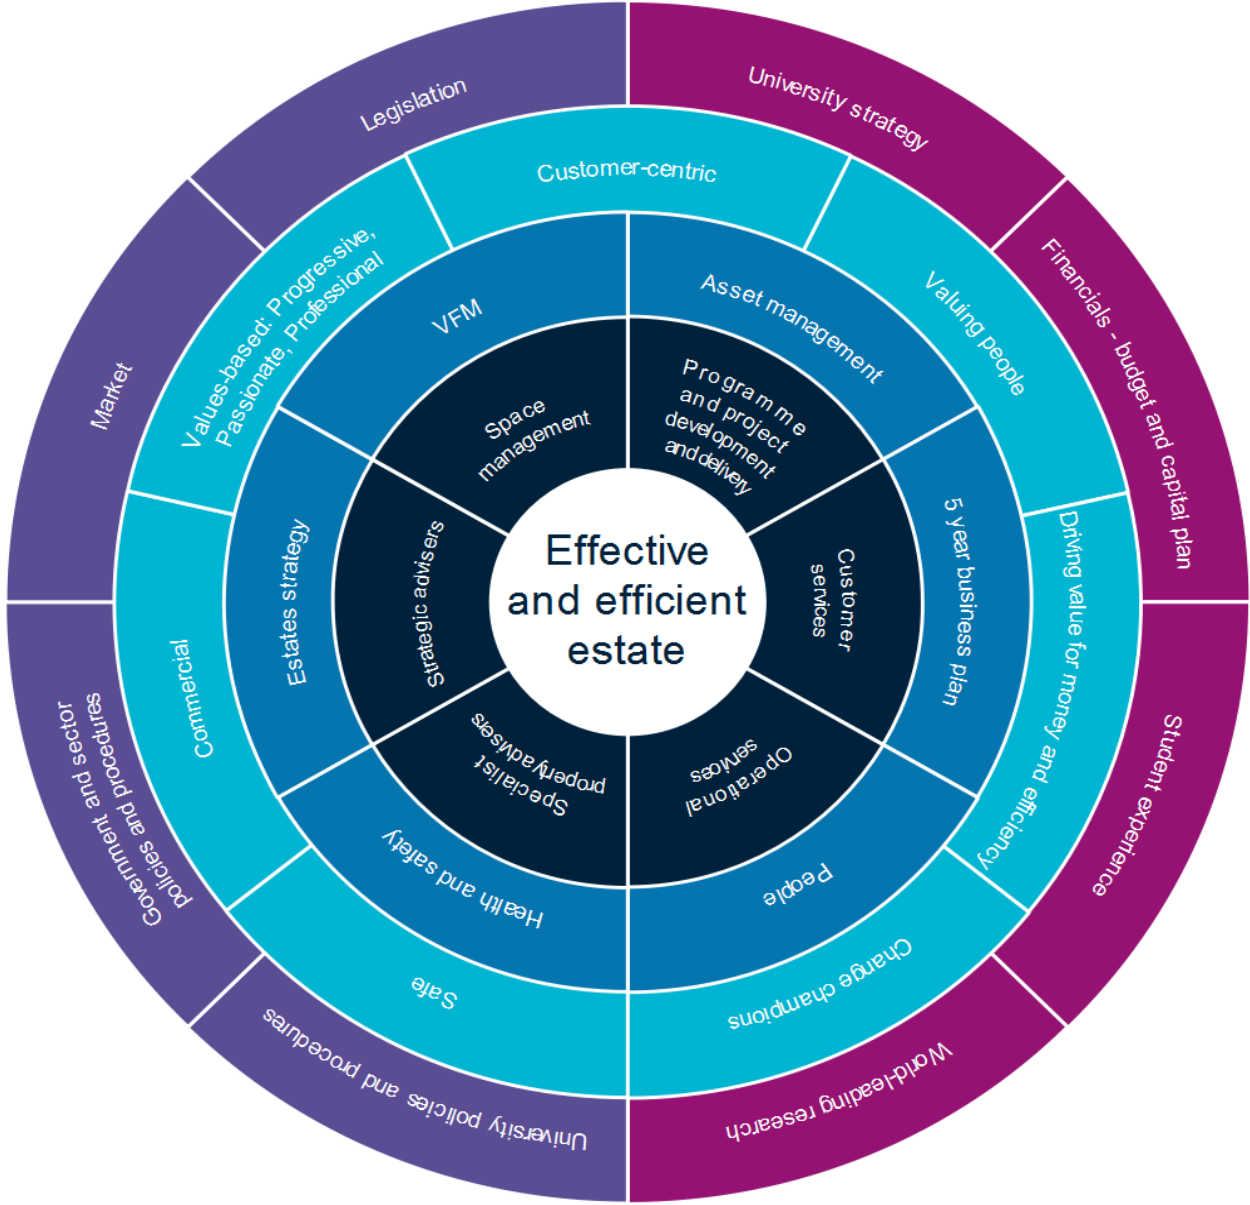 Effective
and efficient
estate
Programme
and project
development
and delivery
Customer
services
Operational
services
Specialist
property advisers
Strategic advisers
Space
management
Asset management
5 year business plan
People
Health and safety
Estates strategy
VFM
Customer-centric
Valuing people
Driving value for money and efficiency
Change champions
Safe
Commercial
Values-based: Progressive,
Passionate, Professional
University strategy
Financials - budget and capital plan
Student experience
World-leading research
University policies and procedures
Government and sector
policies and procedures
Market
Legislation